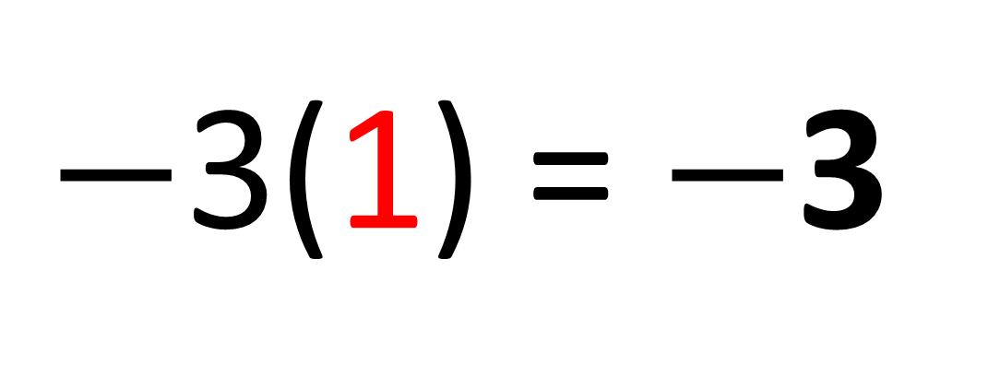 —3(1) = —3